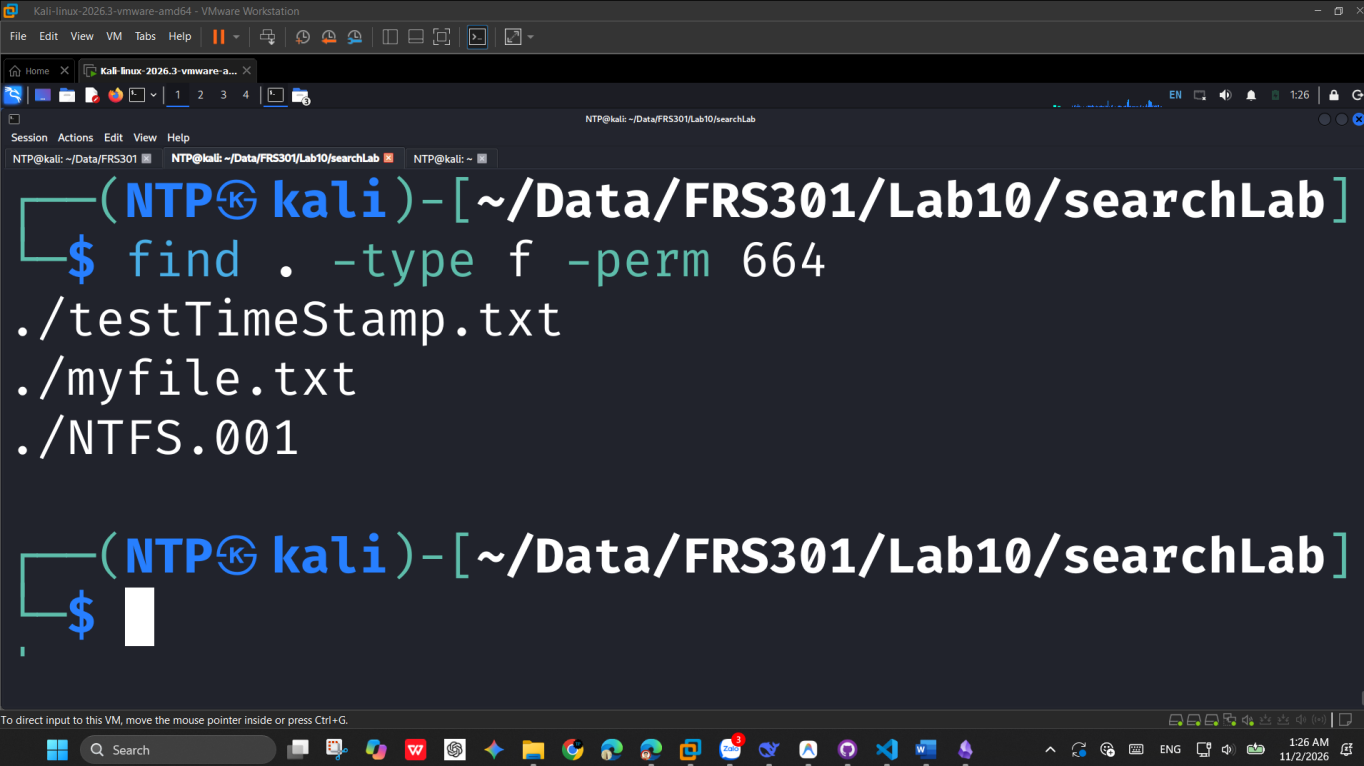 Kali-linux-2026.3-vmware-amd64 - VMware Workstation
File Edit View VM Tabs Help
Home Kali-linux-2026.3-vmware-a...
1 2 3 4 3 EN 1:26
NTP@kali: ~/Data/FRS301/Lab10/searchLab
Session Actions Edit View Help
NTP@kali: ~/Data/FRS301 NTP@kali: ~/Data/FRS301/Lab10/searchLab NTP@kali: ~
┌──(NTP㉿kali)-[~/Data/FRS301/Lab10/searchLab]
└─$ find . -type f -perm 664
./testTimeStamp.txt
./myfile.txt
./NTFS.001
┌──(NTP㉿kali)-[~/Data/FRS301/Lab10/searchLab]
└─$
To direct input to this VM, move the mouse pointer inside or press Ctrl+G.
Search Zalo 3 ENG 1:26 AM
11/2/2026